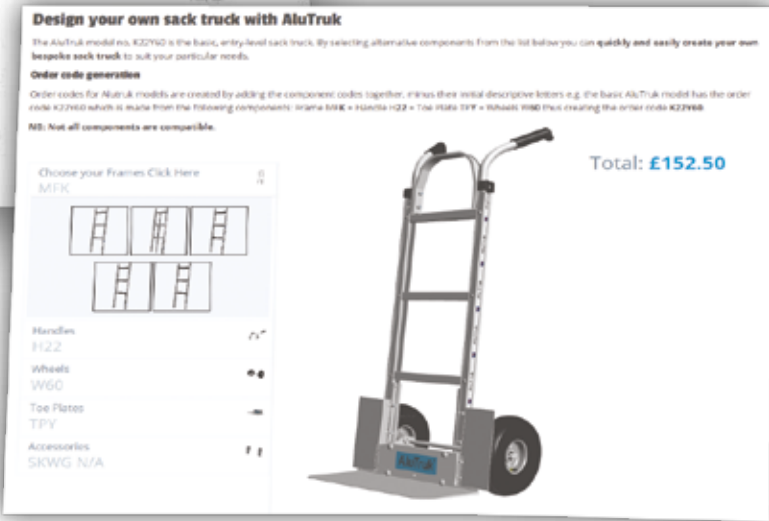 Design your own sack truck with AluTruk
The AluTruk model no. K22Y60 is the basic, entry-level sack truck. By selecting alternative components from the list below you can quickly and easily create your own
bespoke sack truck to suit your particular needs.
Order code generation
Order codes for Alutruk models are created by adding the component codes together, minus their initial descriptive letters e.g. the basic AluTruk model has the order
code K22Y60 which is made from the following components: Frame MFK + Handle H22 + Toe Plate TPY + Wheels W60 thus creating the order code K22Y60
NB: Not all components are compatible.
Choose your Frames Click Here
MFK
Total: £152.50
Handles
H22
Wheels
W60
Toe Plates
TPY
Accessories
SKWG N/A
AluTruk